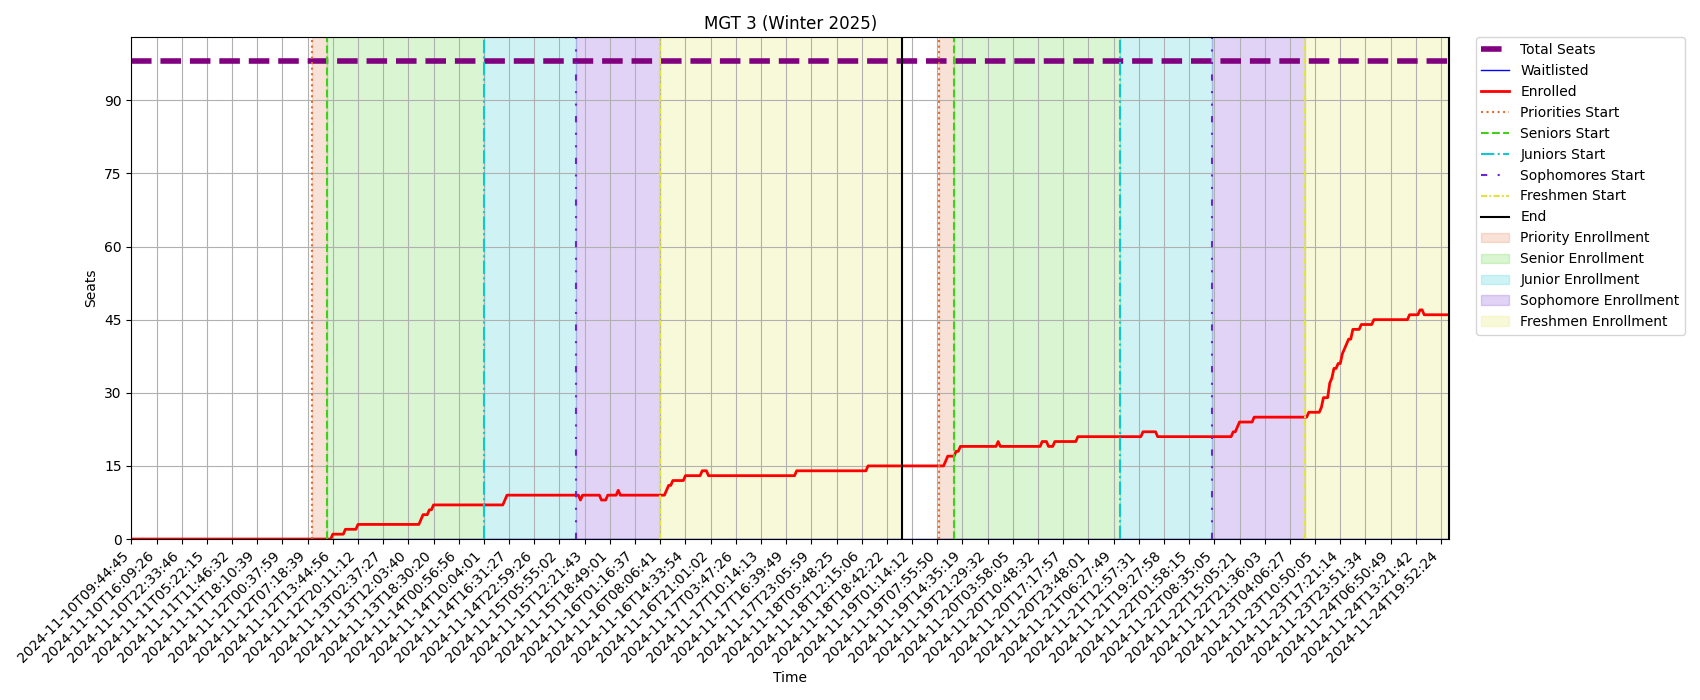 MGT 3 (Winter 2025)
Seats
90
75
60
45
30
15
0
2024-11-10T09:44:45
2024-11-10T16:09:26
2024-11-10T22:33:46
2024-11-11T05:22:15
2024-11-11T11:46:32
2024-11-11T18:10:39
2024-11-12T00:37:59
2024-11-12T07:18:39
2024-11-12T13:44:56
2024-11-12T20:11:12
2024-11-13T02:37:27
2024-11-13T12:03:40
2024-11-13T18:30:20
2024-11-14T00:56:56
2024-11-14T10:04:01
2024-11-14T16:31:27
2024-11-14T22:59:26
2024-11-15T05:55:02
2024-11-15T12:21:43
2024-11-15T18:49:01
2024-11-16T01:16:37
2024-11-16T08:06:41
2024-11-16T14:33:54
2024-11-16T21:01:02
2024-11-17T03:47:26
2024-11-17T10:14:13
2024-11-17T16:39:49
2024-11-17T23:05:59
2024-11-18T05:48:25
2024-11-18T12:15:06
2024-11-18T18:42:22
2024-11-19T01:14:12
2024-11-19T07:55:50
2024-11-19T14:35:19
2024-11-19T21:29:32
2024-11-20T03:58:05
2024-11-20T10:48:32
2024-11-20T17:17:57
2024-11-20T23:48:01
2024-11-21T06:27:49
2024-11-21T12:57:31
2024-11-21T19:27:58
2024-11-22T01:58:15
2024-11-22T08:35:05
2024-11-22T15:05:21
2024-11-22T21:36:03
2024-11-23T04:06:27
2024-11-23T10:50:05
2024-11-23T17:21:14
2024-11-23T23:51:34
2024-11-24T06:50:49
2024-11-24T13:21:42
2024-11-24T19:52:24
Time
Total Seats
Waitlisted
Enrolled
Priorities Start
Seniors Start
Juniors Start
Sophomores Start
Freshmen Start
End
Priority Enrollment
Senior Enrollment
Junior Enrollment
Sophomore Enrollment
Freshmen Enrollment